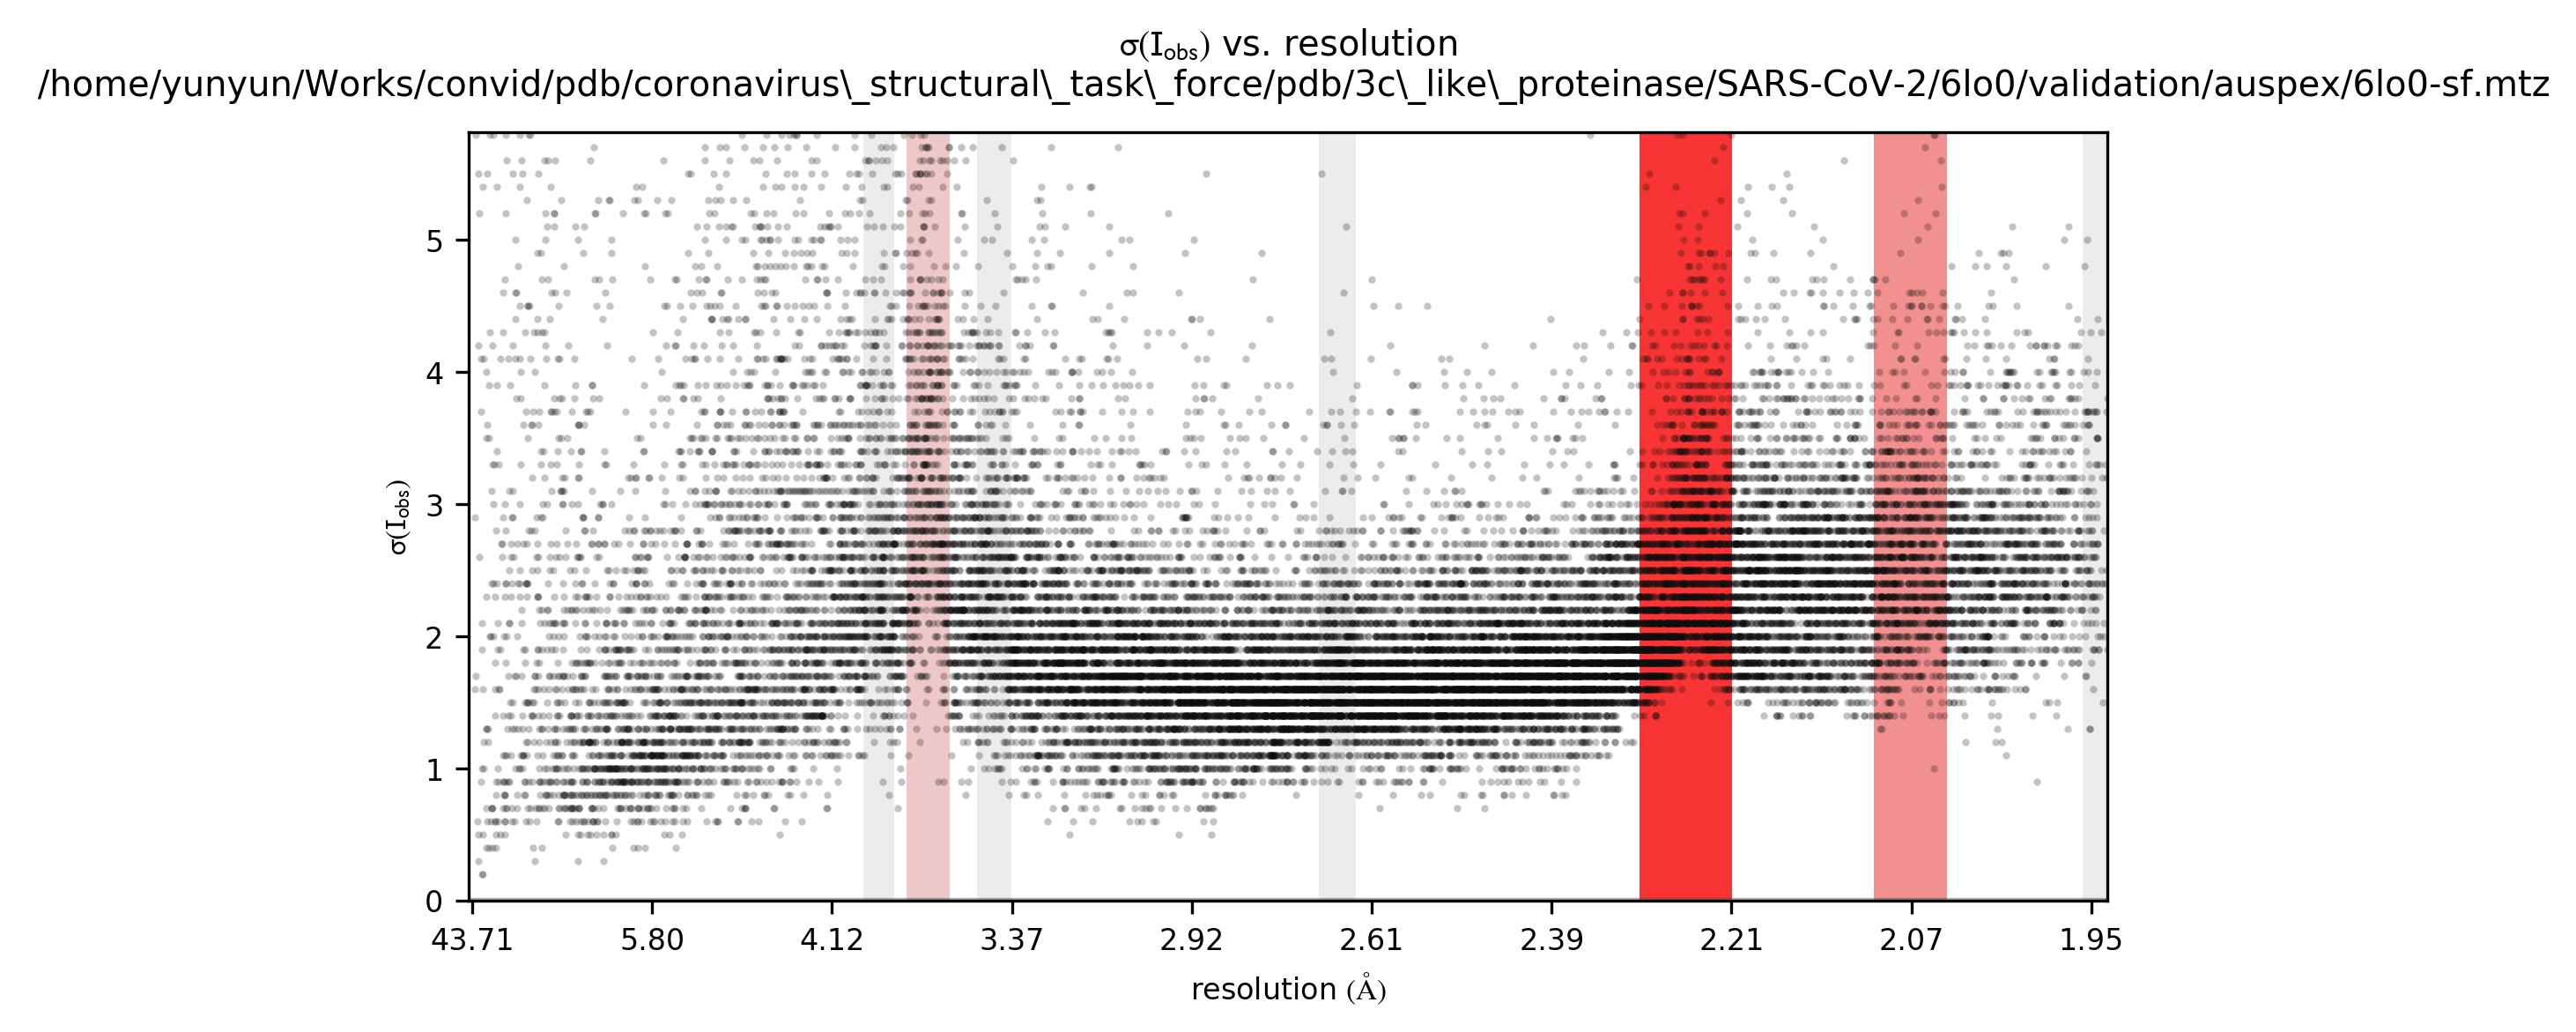 σ(Iobs) vs. resolution
/home/yunyun/Works/convid/pdb/coronavirus\_structural\_task\_force/pdb/3c\_like\_proteinase/SARS-CoV-2/6lo0/validation/auspex/6lo0-sf.mtz
σ(Iobs)
5
4
3
2
1
0
43.71 5.80 4.12 3.37 2.92 2.61 2.39 2.21 2.07 1.95
resolution (Å)